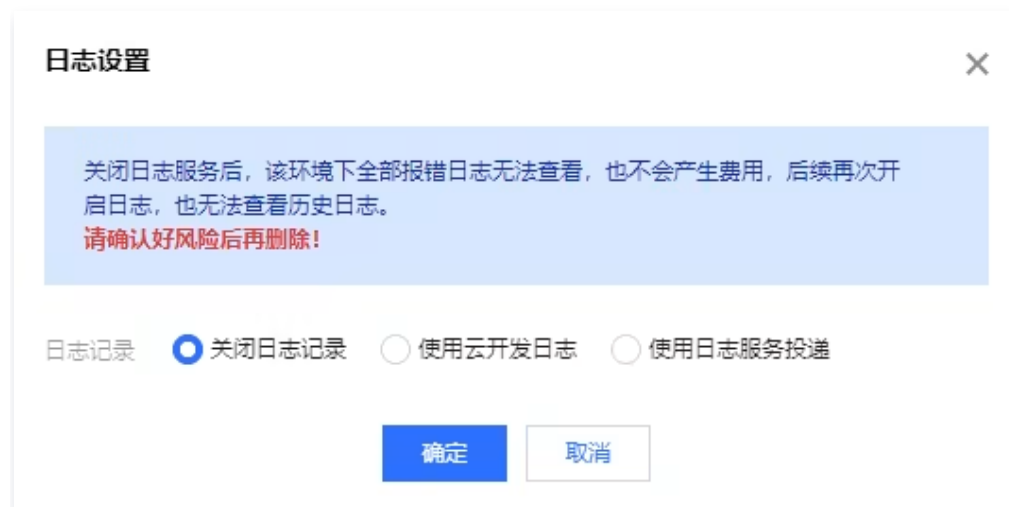 日志设置
关闭日志服务后，该环境下全部报错日志无法查看，也不会产生费用，后续再次开
启日志，也无法查看历史日志。
请确认好风险后再删除！
日志记录 关闭日志记录 使用云开发日志 使用日志服务投递
确定 取消